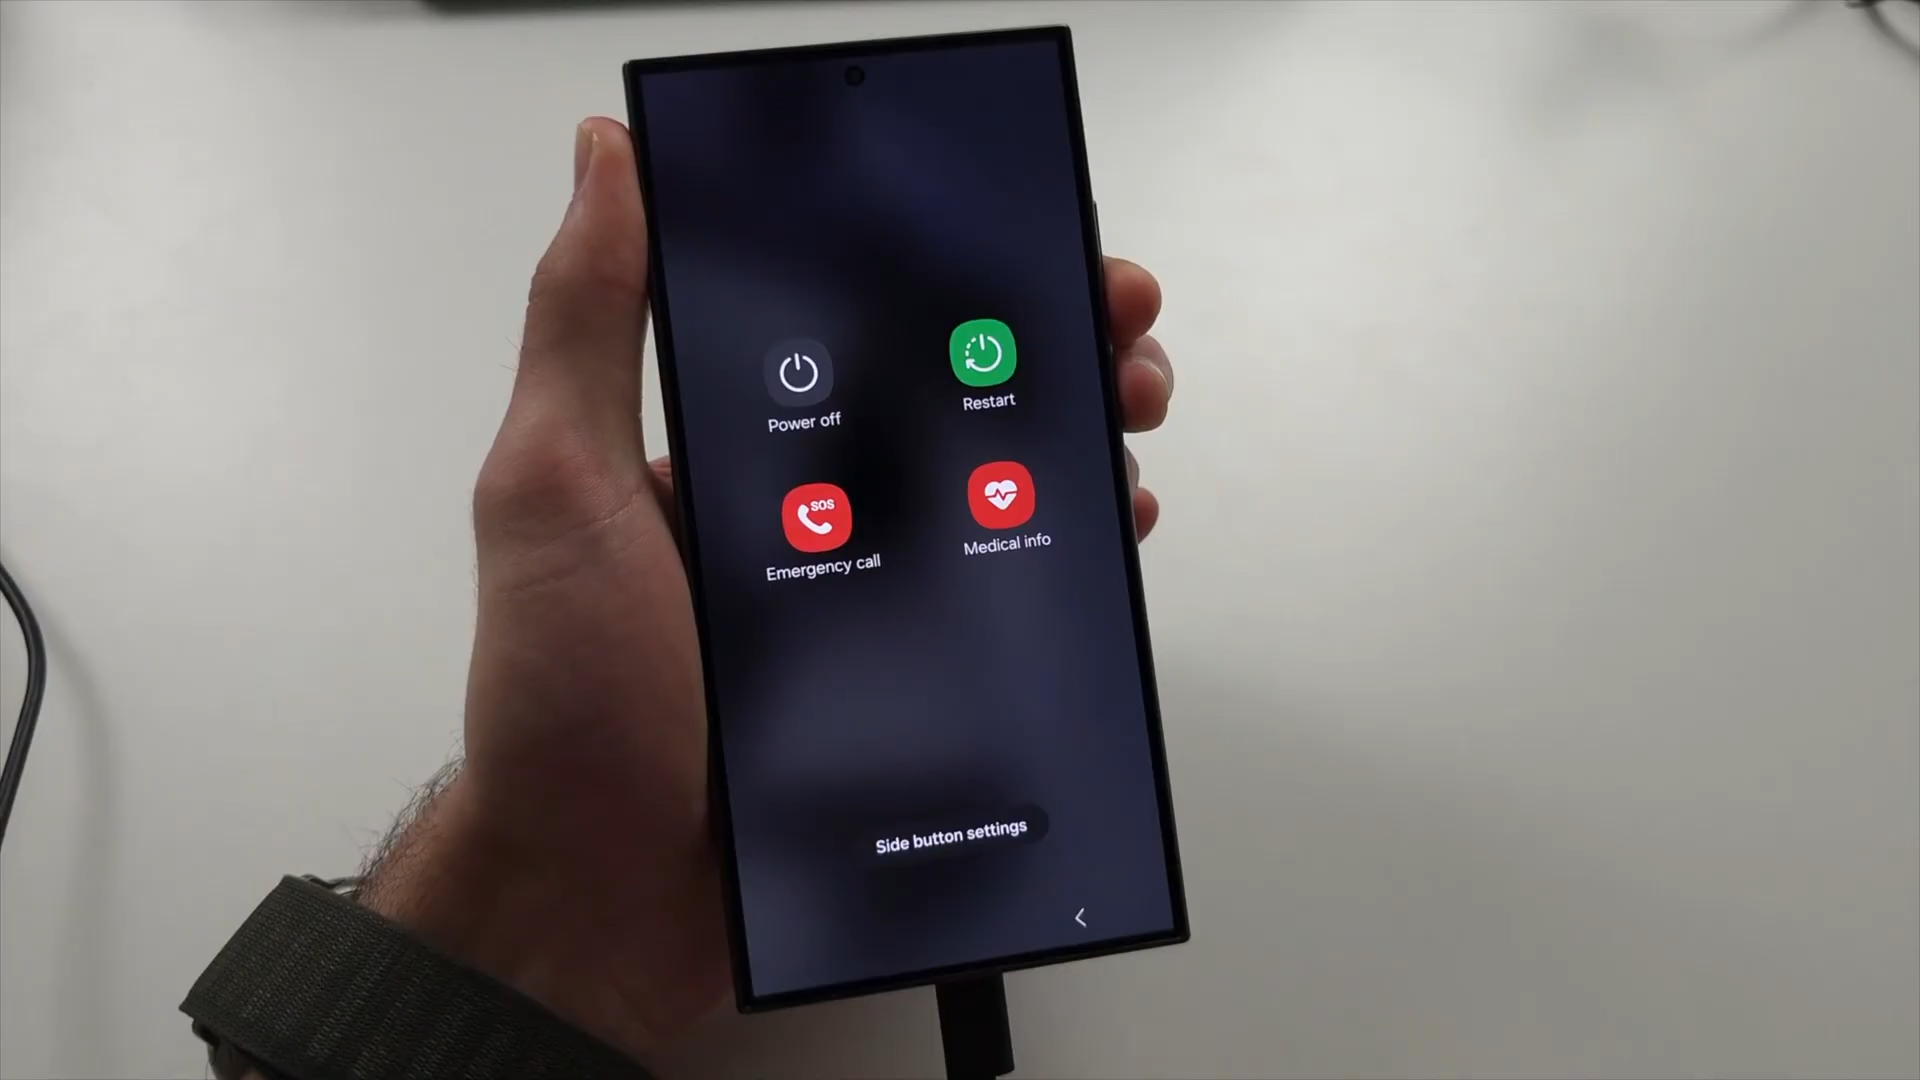 Power off
Restart
SOS
Emergency call
Medical info
Side button settings